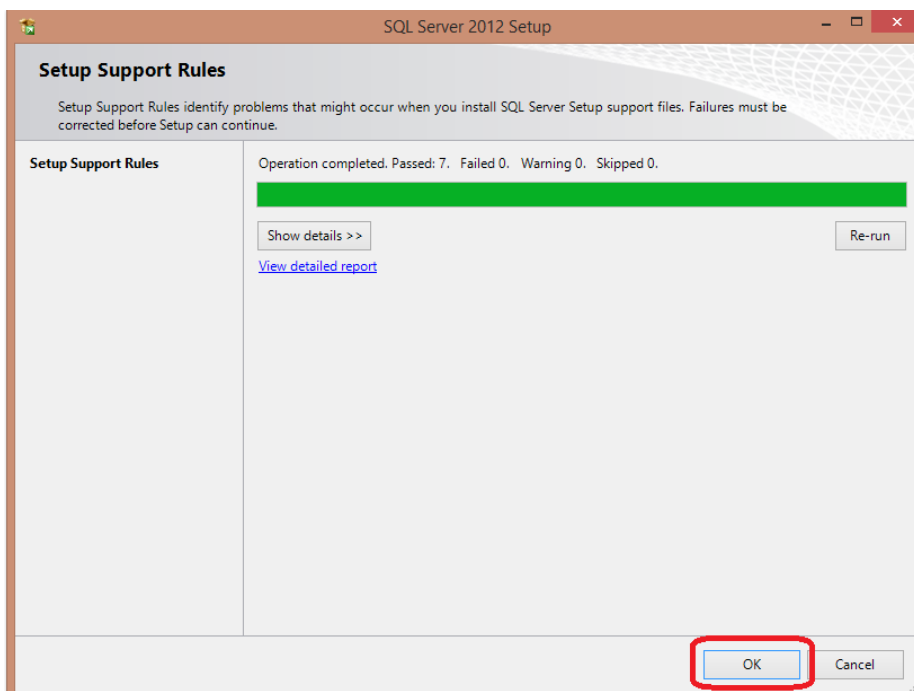 SQL Server 2012 Setup
Setup Support Rules
Setup Support Rules identify problems that might occur when you install SQL Server Setup support files. Failures must be
corrected before Setup can continue.
Setup Support Rules
Operation completed. Passed: 7.   Failed 0.   Warning 0.   Skipped 0.
Show details >>
Re-run
View detailed report
OK
Cancel